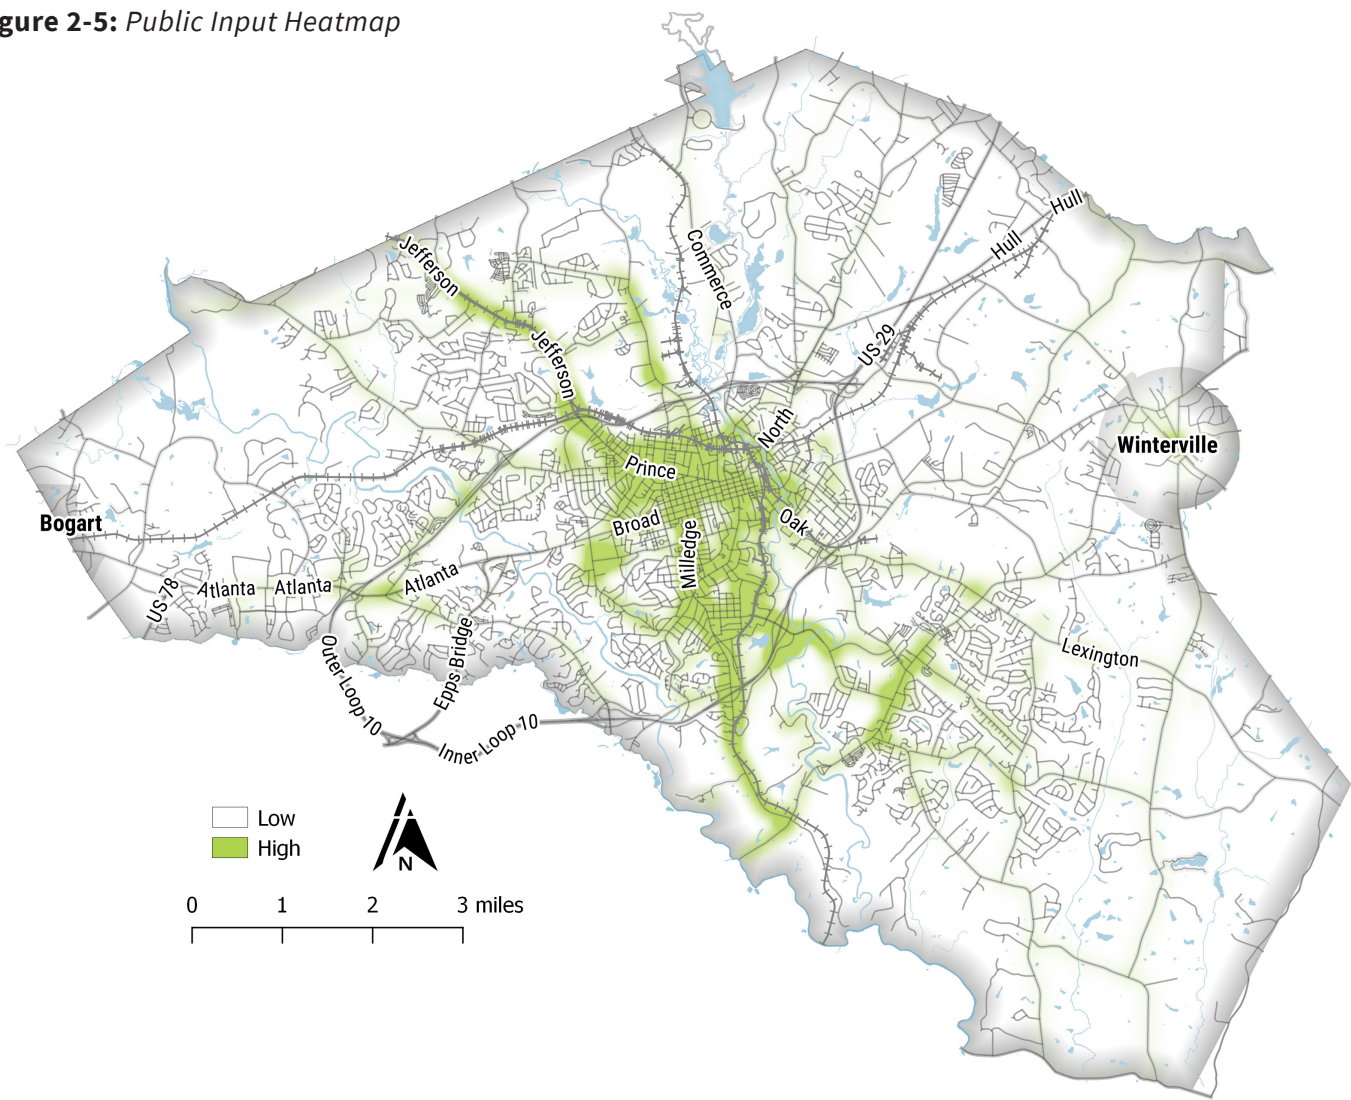 gure 2-5: Public Input Heatmap
Jefferson
Hull
Hull
Commerce
Jefferson
US 29
North
Winterville
Prince
Bogart
Broad
Oak
Milledge
US 78
Atlanta
Atlanta
Atlanta
Outer Loop 10
Epps Bridge
Lexington
Inner Loop 10
Low
High
N
0 1 2 3 miles